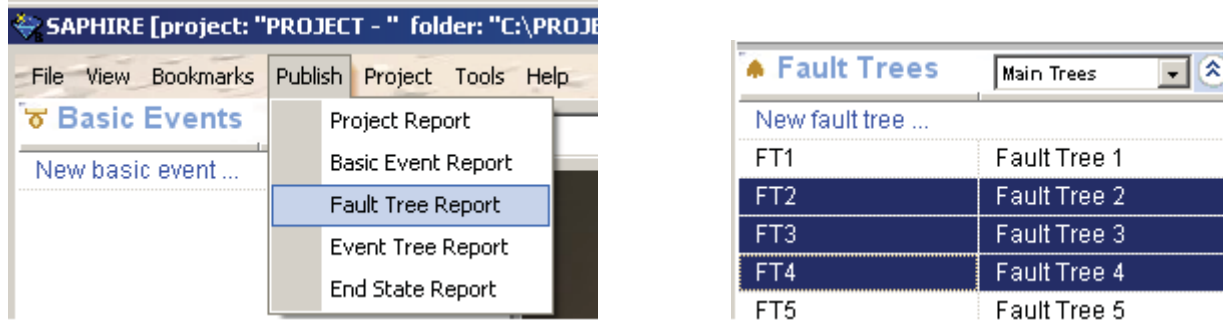 SAPHIRE [project: "PROJECT - " folder: "C:\PROJE
File View Bookmarks Publish Project Tools Help
Basic Events
New basic event ...
Project Report
Basic Event Report
Fault Tree Report
Event Tree Report
End State Report
Fault Trees Main Trees
New fault tree ...
FT1 Fault Tree 1
FT2 Fault Tree 2
FT3 Fault Tree 3
FT4 Fault Tree 4
FT5 Fault Tree 5